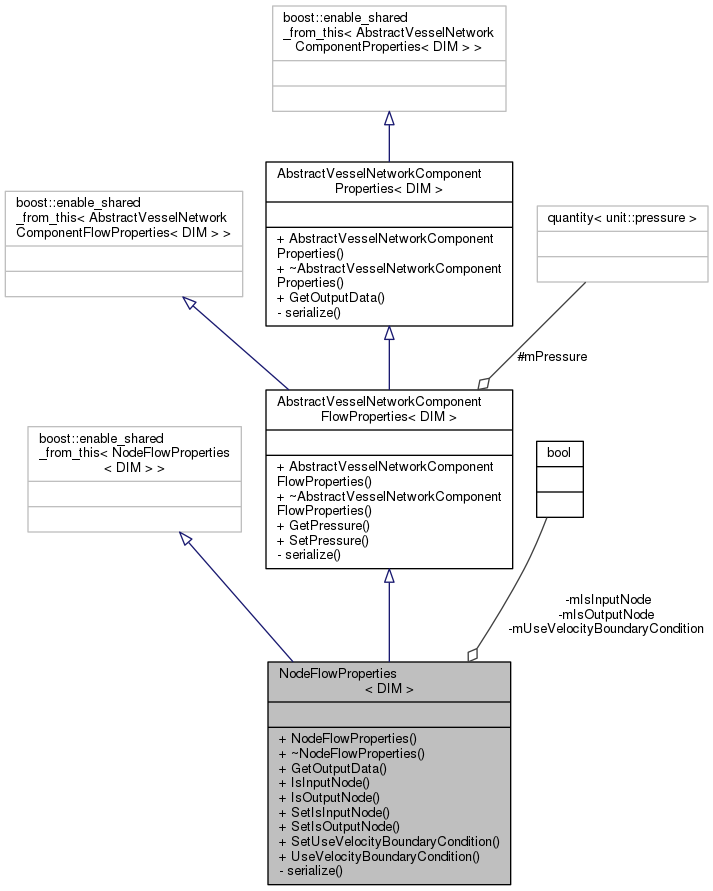 boost::enable_shared
_from_this< AbstractVesselNetwork
ComponentProperties< DIM > >
AbstractVesselNetworkComponent
Properties< DIM >
+ AbstractVesselNetworkComponent
Properties()
+ ~AbstractVesselNetworkComponent
Properties()
+ GetOutputData()
- serialize()
boost::enable_shared
_from_this< AbstractVesselNetwork
ComponentFlowProperties< DIM > >
quantity< unit::pressure >
#mPressure
AbstractVesselNetworkComponent
FlowProperties< DIM >
+ AbstractVesselNetworkComponent
FlowProperties()
+ ~AbstractVesselNetworkComponent
FlowProperties()
+ GetPressure()
+ SetPressure()
- serialize()
boost::enable_shared
_from_this< NodeFlowProperties
< DIM > >
bool
-mIsInputNode
-mIsOutputNode
-mUseVelocityBoundaryCondition
NodeFlowProperties
< DIM >
+ NodeFlowProperties()
+ ~NodeFlowProperties()
+ GetOutputData()
+ IsInputNode()
+ IsOutputNode()
+ SetIsInputNode()
+ SetIsOutputNode()
+ SetUseVelocityBoundaryCondition()
+ UseVelocityBoundaryCondition()
- serialize()